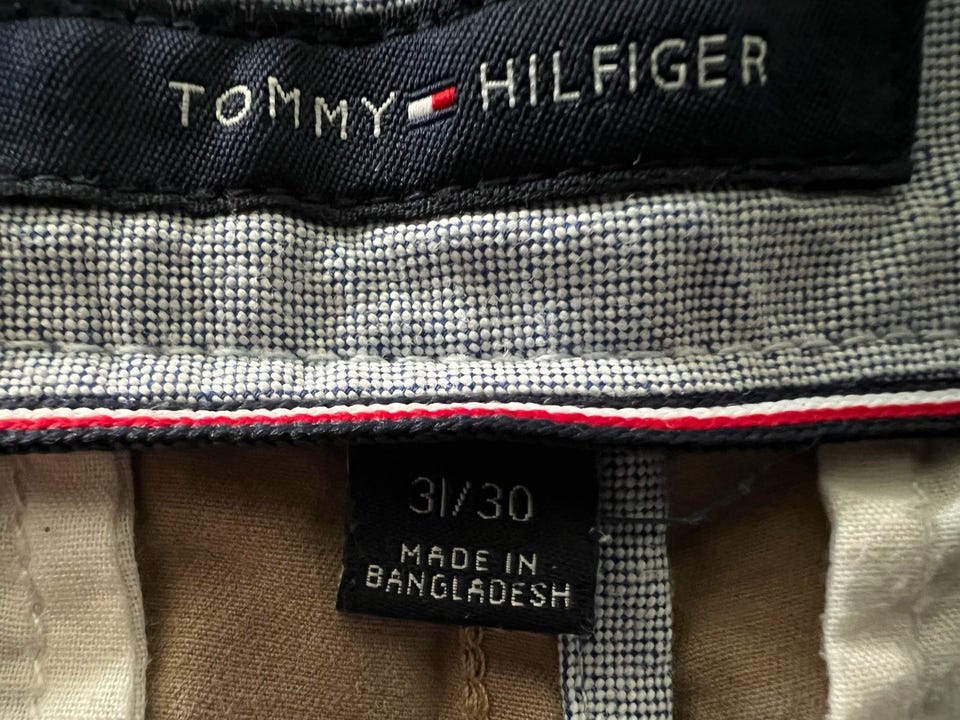 TOMMY HILFIGER
31/30
MADE IN
BANGLADESH